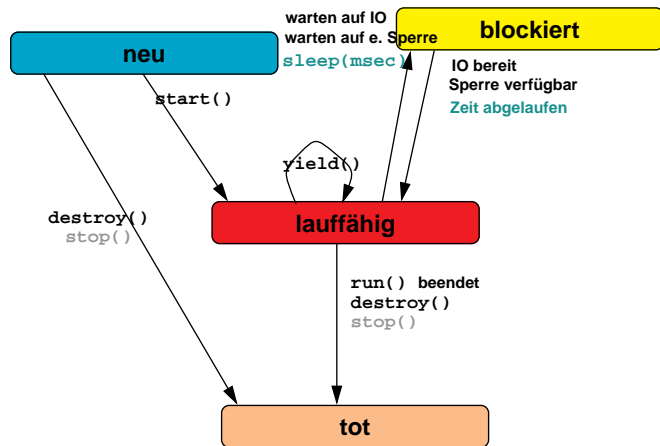 warten auf IO
warten auf e. Sperre
sleep(msec)
blockiert
neu
IO bereit
Sperre verfügbar
Zeit abgelaufen
start()
yield()
destroy()
stop()
lauffähig
run() beendet
destroy()
stop()
tot